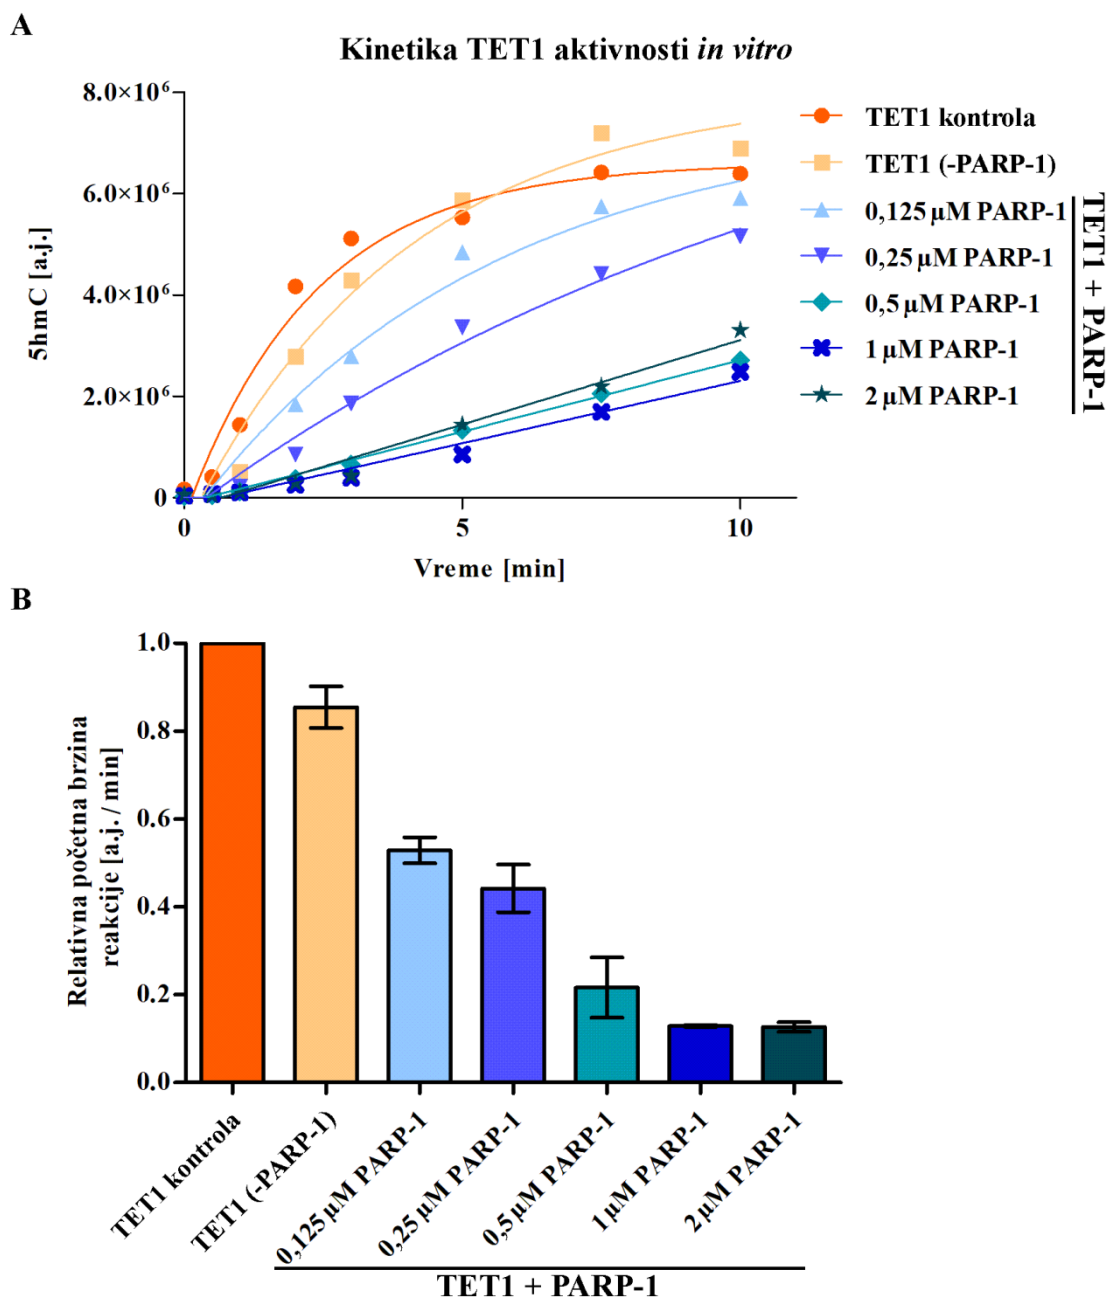 A
Kinetika TET1 aktivnosti in vitro
8.0×10⁶
6.0×10⁶
4.0×10⁶
2.0×10⁶
0
5hmC [a.j.]
0
5
10
Vreme [min]
TET1 kontrola
TET1 (-PARP-1)
0,125 µM PARP-1
0,25 µM PARP-1
0,5 µM PARP-1
1 µM PARP-1
2 µM PARP-1
TET1 + PARP-1
B
1.0
0.8
0.6
0.4
0.2
0.0
Relativna početna brzina
reakcije [a.j. / min]
TET1 kontrola
TET1 (-PARP-1)
0,125 µM PARP-1
0,25 µM PARP-1
0,5 µM PARP-1
1 µM PARP-1
2 µM PARP-1
TET1 + PARP-1